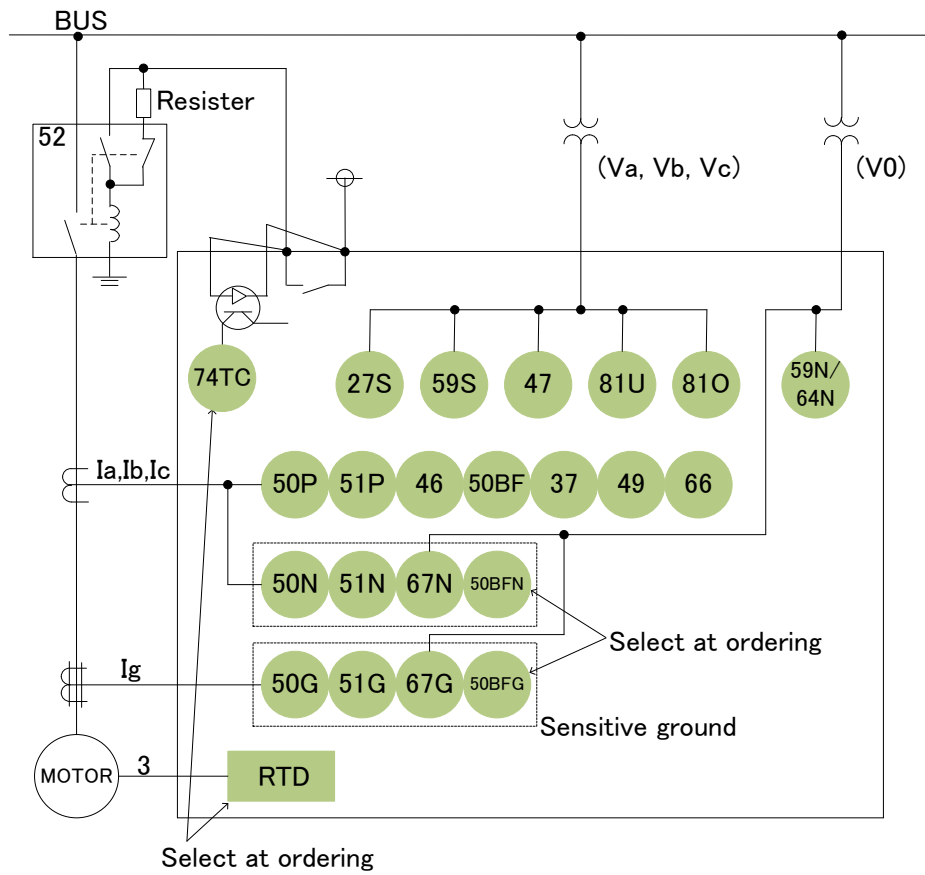 BUS
Resister
52
(Va, Vb, Vc)
(V0)
74TC
27S
59S
47
81U
81O
59N/
64N
Ia,Ib,Ic
50P
51P
46
50BF
37
49
66
50N
51N
67N
50BFN
Select at ordering
Ig
50G
51G
67G
50BFG
Sensitive ground
MOTOR
3
RTD
Select at ordering